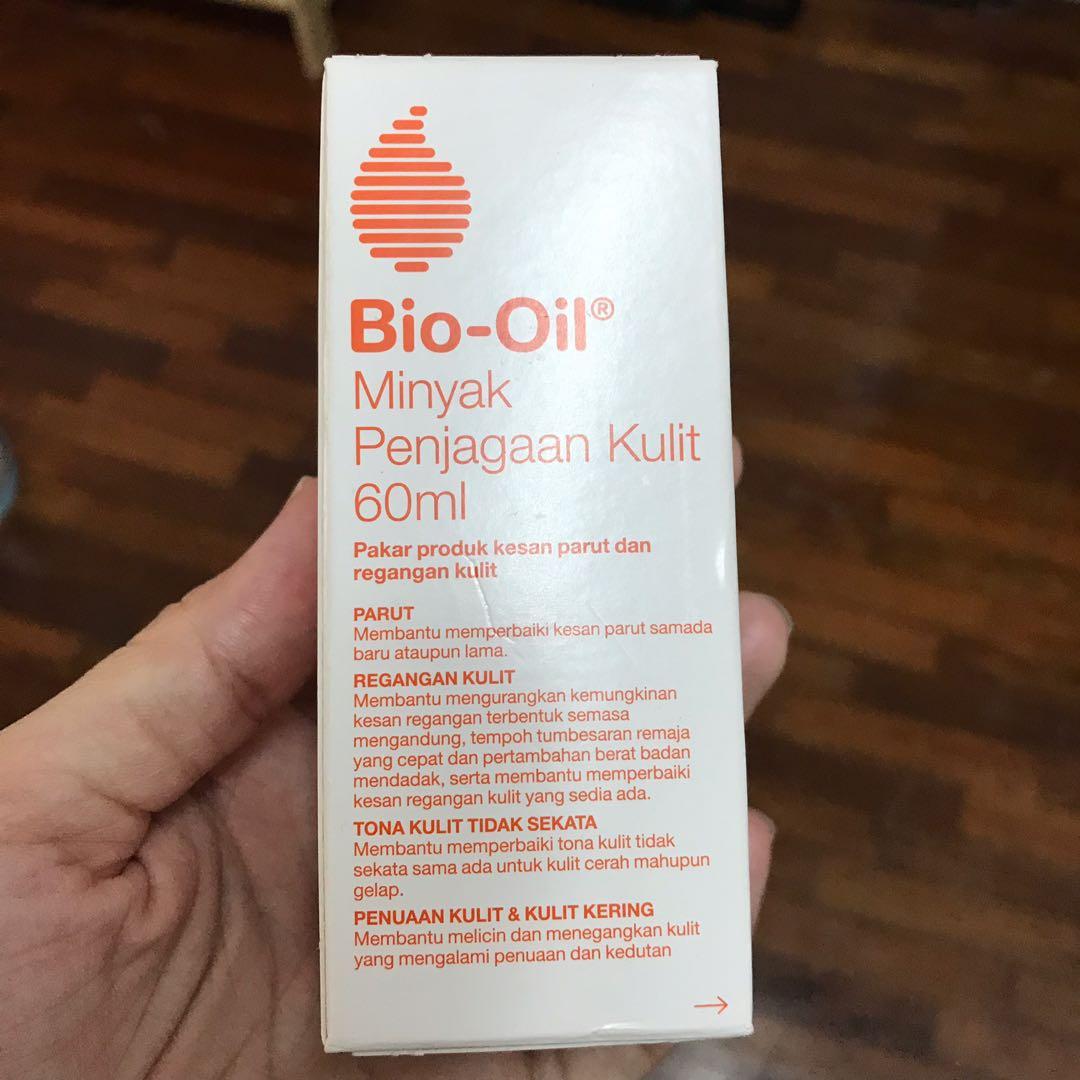 Bio-Oil®
Minyak
Penjagaan Kulit
60ml
Pakar produk kesan parut dan
regangan kulit
PARUT
Membantu memperbaiki kesan parut samada
baru ataupun lama.
REGANGAN KULIT
Membantu mengurangkan kemungkinan
kesan regangan terbentuk semasa
mengandung, tempoh tumbesaran remaja
yang cepat dan pertambahan berat badan
mendadak, serta membantu memperbaiki
kesan regangan kulit yang sedia ada.
TONA KULIT TIDAK SEKATA
Membantu memperbaiki tona kulit tidak
sekata sama ada untuk kulit cerah mahupun
gelap.
PENUAAN KULIT & KULIT KERING
Membantu melicin dan menegangkan kulit
yang mengalami penuaan dan kedutan